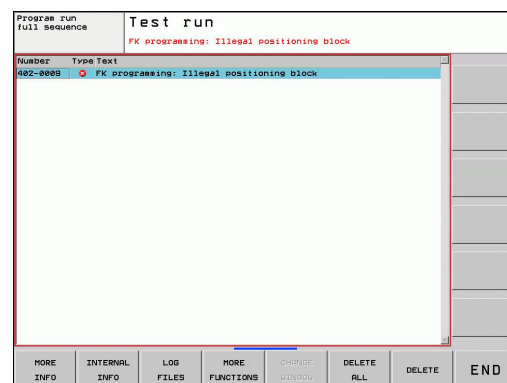 Program run
full sequence
Test run
FK programming: Illegal positioning block
Number Type Text
402-0009 FK programming: Illegal positioning block
MORE INFO
INTERNAL INFO
LOG FILES
MORE FUNCTIONS
CHANGE WINDOW
DELETE ALL
DELETE
END